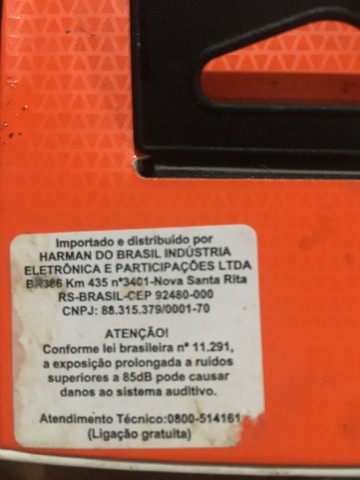 Importado e distribuído por
HARMAN DO BRASIL INDÚSTRIA
ELETRÔNICA E PARTICIPAÇÕES LTDA
BR386 Km 435 nº3401-Nova Santa Rita
RS-BRASIL-CEP 92480-000
CNPJ: 88.315.379/0001-70
ATENÇÃO!
Conforme lei brasileira nº 11.291,
a exposição prolongada a ruídos
superiores a 85dB pode causar
danos ao sistema auditivo.
Atendimento Técnico:0800-514161
(Ligação gratuita)